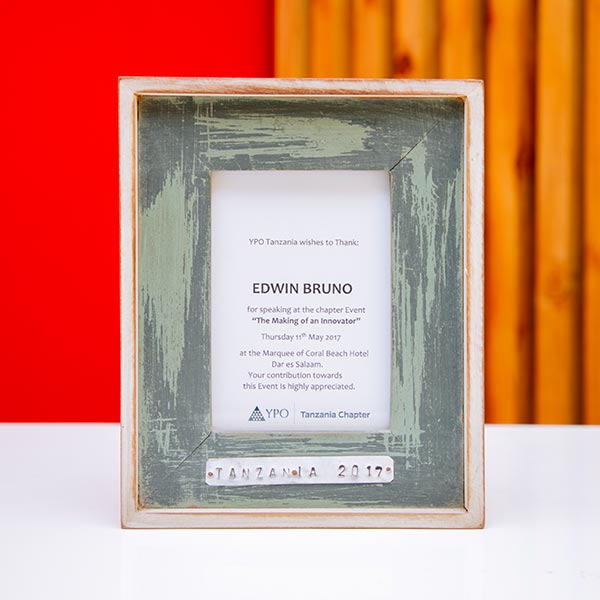 YPO Tanzania wishes to Thank:
EDWIN BRUNO
for speaking at the chapter Event
"The Making of an Innovator"
Thursday 11th May 2017
at the Marquee of Coral Beach Hotel
Dar es Salaam.
Your contribution towards
this Event Is highly appreciated.
YPO Tanzania Chapter
TANZANIA 2017